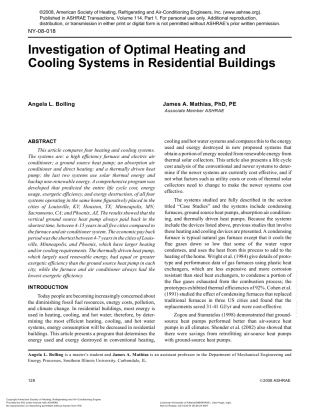 ©2008, American Society of Heating, Refrigerating and Air-Conditioning Engineers, Inc. (www.ashrae.org).
Published in ASHRAE Transactions, Volume 114, Part 1. For personal use only. Additional reproduction,
distribution, or transmission in either print or digital form is not permitted without ASHRAE's prior written permission.
NY-08-018
Investigation of Optimal Heating and
Cooling Systems in Residential Buildings
Angela L. Bolling
James A. Mathias, PhD, PE
Associate Member ASHRAE
ABSTRACT
This article compares four heating and cooling systems.
The systems are: a high efficiency furnace and electric air
conditioner; a ground source heat pump; an absorption air
conditioner and direct heating; and a thermally driven heat
pump; the last two systems use solar thermal energy and
backup non-renewable energy. A comprehensive program was
developed that predicted the entire life cycle cost, energy
usage, exergetic efficiency, and exergy destruction, of all four
systems operating in the same home figuratively placed in the
cities of Louisville, KY, Houston, TX, Minneapolis, MN,
Sacramento, CA, and Phoenix, AZ. The results showed that the
vertical ground source heat pump always paid back in the
shortest time, between
years in all five cities compared to
the furnace and air conditioner system. The economic pay back
period was the shortest between 4-7 years in the cities of Louis-
ville, Minneapolis, and Phoenix, which have larger heating
and/or cooling requirements. The thermally driven heat pump,
which largely used renewable energy, had equal or greater
exergetic efficiency than the ground source heat pump in each
city, while the furnace and air conditioner always had the
lowest exergetic efficiency.
INTRODUCTION
Today people are becoming increasingly concerned about
the diminishing fossil fuel resources, energy costs, pollution,
and climate change. In residential homes, most energy is
used in heating, cooling, and hot water; therefore, by deter-
mining the most efficient heating, cooling, and hot water
systems, energy consumption will be decreased in residential
buildings. This article presents a program that determines the
energy used and exergy destroyed in conventional heating,
cooling and hot water systems and compares this to the energy
used and exergy destroyed in new proposed systems that
obtain a portion of energy needed from renewable energy from
thermal solar collectors. This article also presents a life cycle
cost analysis of the conventional and newer systems to deter-
mine if the newer systems are currently cost effective, and if
not what factors such as utility costs or costs of thermal solar
collectors need to change to make the newer systems cost
effective.
The systems studied are fully described in the section
titled "Case Studies" and the systems include condensing
furnaces, ground source heat pumps, absorption air condition-
ing, and thermally driven heat pumps. Because the systems
include the devices listed above, previous studies that involve
these heating and cooling devices are presented. A condensing
furnace is typical natural gas furnace except that it cools the
flue gases down so low that some of the water vapor
condenses, and uses the heat from this process to add to the
heating of the home. Wright et al. (1984) give details of proto-
type and performance data of gas furnaces using plastic heat
exchangers, which are less expensive and more corrosion
resistant than steel heat exchangers, to condense a portion of
the flue gases exhausted from the combustion process; the
prototypes exhibited thermal efficiencies of 92%. Cohen et al.
(1991) studied the effect of condensing furnaces that replaced
traditional furnaces in three US cities and found that the
replacements saved 31-41 GJ/yr and were cost-effective.
Zogou and Stamatelos (1998) demonstrated that ground-
source heat pumps performed better than air-source heat
pumps in all climates. Shonder et al. (2002) also showed that
there were savings from retrofitting air-source heat pumps
with ground-source heat pumps.
Angela L. Bolling is a master's student and James A. Mathias is an assistant professor in the Department of Mechanical Engineering and
Energy Processes, Southern Illinois University, Carbondale, IL.
128
©2008 ASHRAE